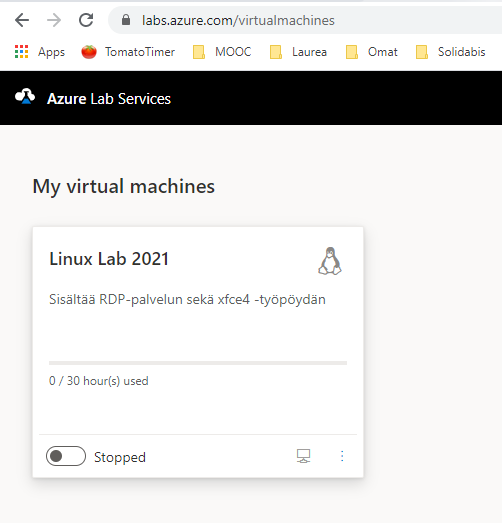 labs.azure.com/virtualmachines
Apps TomatoTimer MOOC Laurea Omat Solidabis
Azure Lab Services
My virtual machines
Linux Lab 2021
Sisältää RDP-palvelun sekä xfce4 -työpöydän
0 / 30 hour(s) used
Stopped